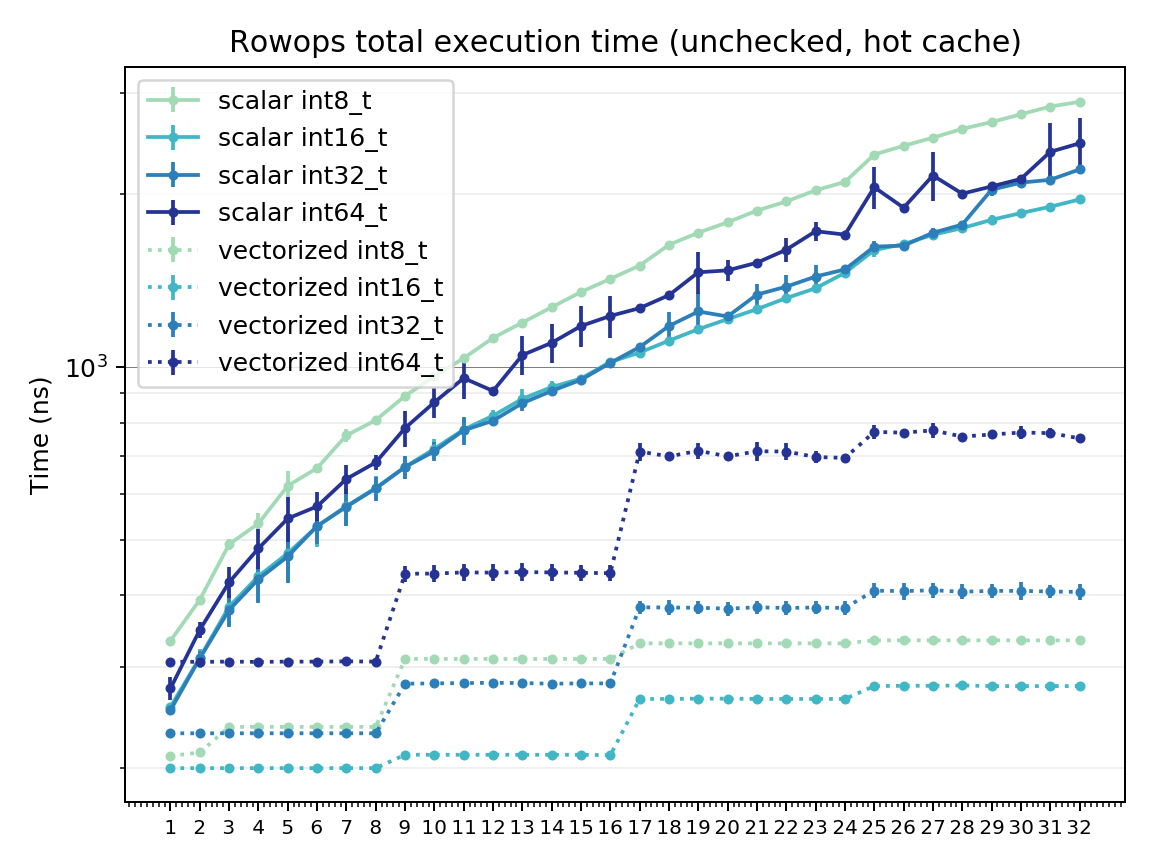 Rowops total execution time (unchecked, hot cache)
scalar int8_t
scalar int16_t
scalar int32_t
scalar int64_t
vectorized int8_t
vectorized int16_t
vectorized int32_t
vectorized int64_t
10³
Time (ns)
1 2 3 4 5 6 7 8 9 10 11 12 13 14 15 16 17 18 19 20 21 22 23 24 25 26 27 28 29 30 31 32